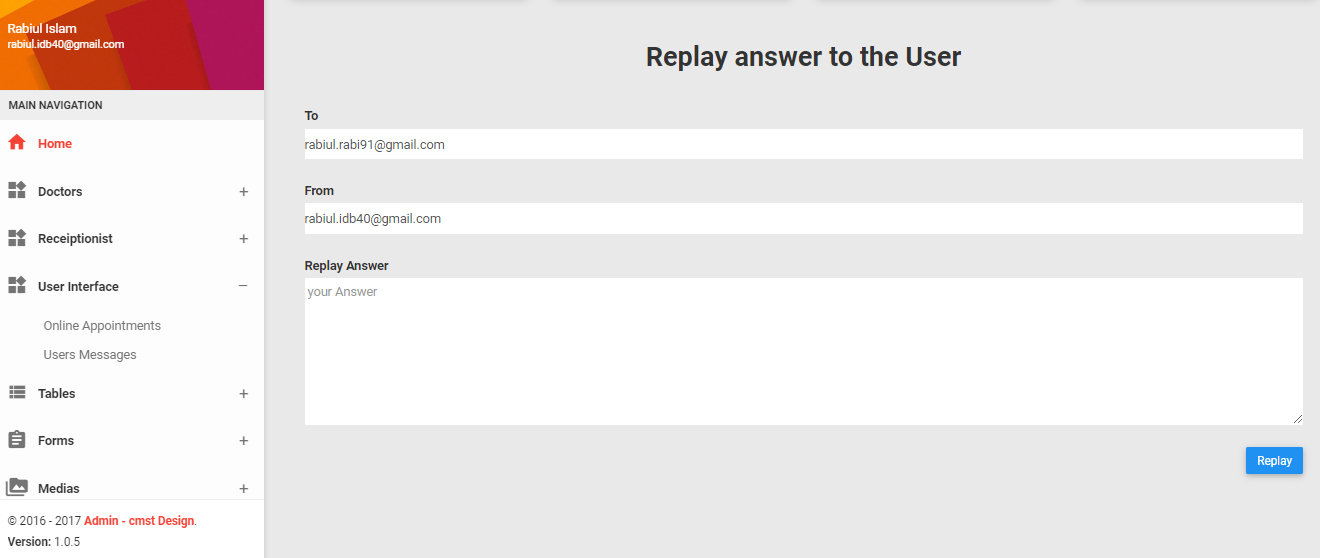 Rabiul Islam
rabiul.idb40@gmail.com
MAIN NAVIGATION
Home
Doctors +
Receiptionist +
User Interface −
Online Appointments
Users Messages
Tables +
Forms +
Medias +
© 2016 - 2017 Admin - cmst Design.
Version: 1.0.5
Replay answer to the User
To
rabiul.rabi91@gmail.com
From
rabiul.idb40@gmail.com
Replay Answer
your Answer
Replay